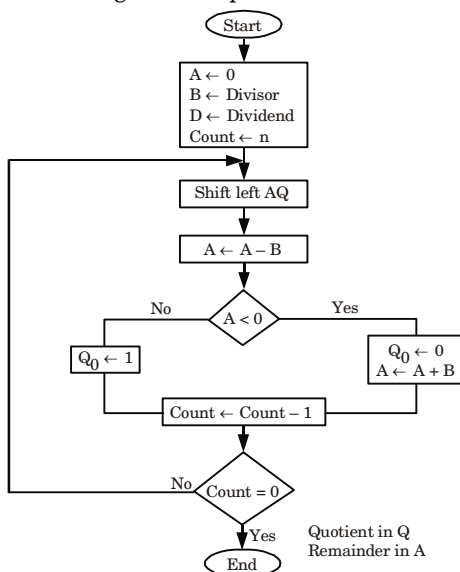 Start
A ← 0
B ← Divisor
D ← Dividend
Count ← n
Shift left AQ
A ← A – B
A < 0
No
Yes
Q0 ← 1
Q0 ← 0
A ← A + B
Count ← Count – 1
Count = 0
No
Yes
Quotient in Q
Remainder in A
End